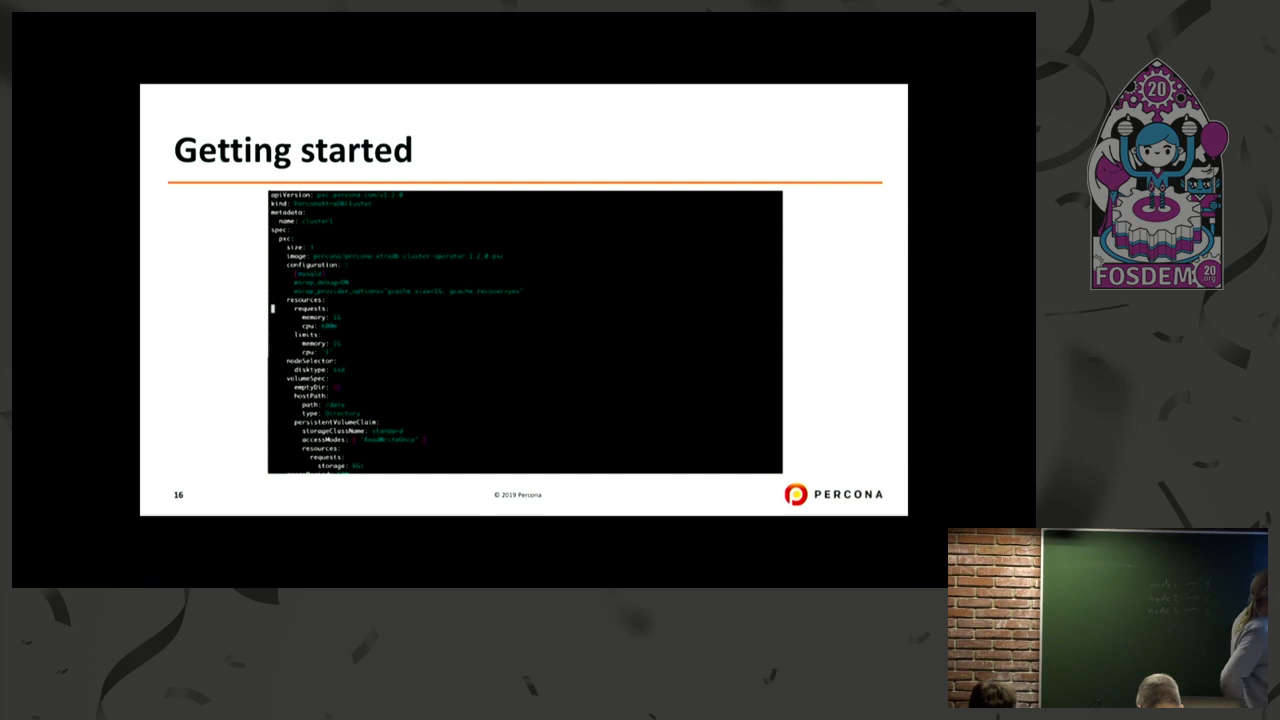 Getting started
apiVersion: pxc.percona.com/v1-2-0
kind: PerconaXtraDBCluster
metadata:
name: cluster1
spec:
pxc:
size: 3
image: percona/percona-xtradb-cluster-operator:1.2.0-pxc
configuration: |
[mysqld]
wsrep_debug=ON
wsrep_provider_options="gcache.size=1G; gcache.recover=yes"
resources:
requests:
memory: 1G
cpu: 600m
limits:
memory: 1G
cpu: "1"
nodeSelector:
disktype: ssd
volumeSpec:
emptyDir: {}
hostPath:
path: /data
type: Directory
persistentVolumeClaim:
storageClassName: standard
accessModes: [ "ReadWriteOnce" ]
resources:
requests:
storage: 6Gi
16
© 2019 Percona
PERCONA
20
FOSDEM
20
.org